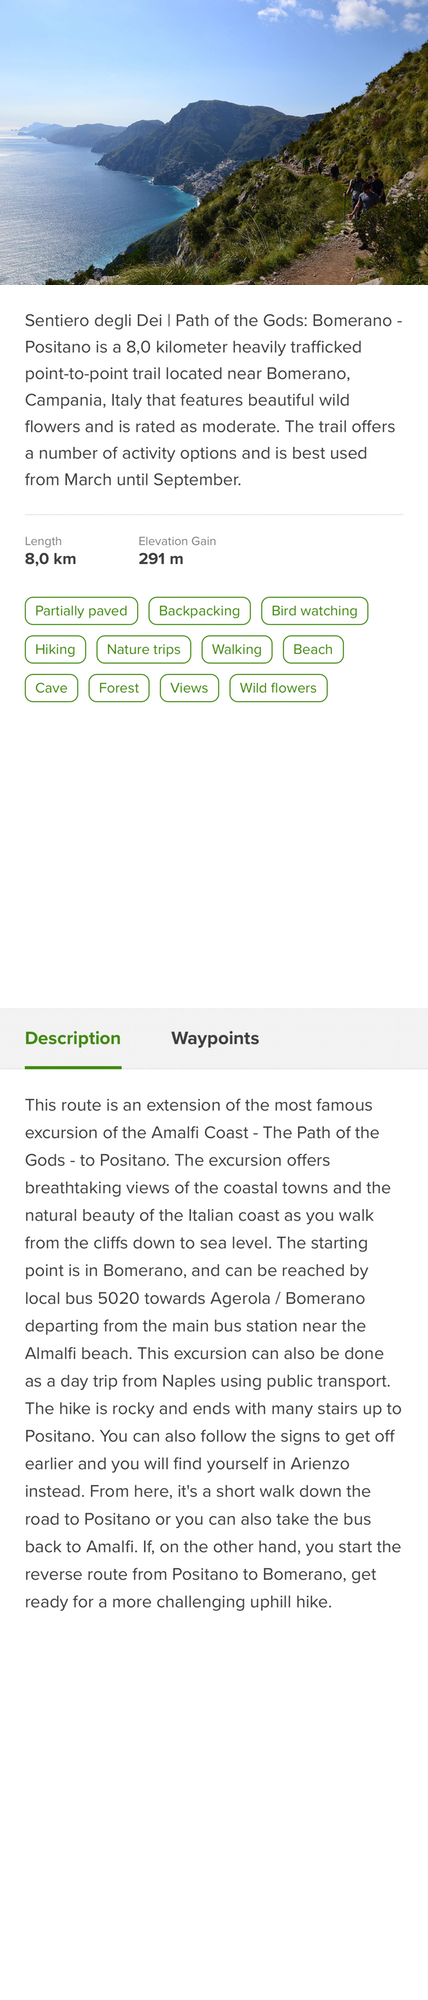 Sentiero degli Dei | Path of the Gods: Bomerano -
Positano is a 8,0 kilometer heavily trafficked
point-to-point trail located near Bomerano,
Campania, Italy that features beautiful wild
flowers and is rated as moderate. The trail offers
a number of activity options and is best used
from March until September.
Length
Elevation Gain
8,0 km
291 m
Partially paved
Backpacking
Bird watching
Hiking
Nature trips
Walking
Beach
Cave
Forest
Views
Wild flowers
Description
Waypoints
This route is an extension of the most famous
excursion of the Amalfi Coast - The Path of the
Gods - to Positano. The excursion offers
breathtaking views of the coastal towns and the
natural beauty of the Italian coast as you walk
from the cliffs down to sea level. The starting
point is in Bomerano, and can be reached by
local bus 5020 towards Agerola / Bomerano
departing from the main bus station near the
Almalfi beach. This excursion can also be done
as a day trip from Naples using public transport.
The hike is rocky and ends with many stairs up to
Positano. You can also follow the signs to get off
earlier and you will find yourself in Arienzo
instead. From here, it's a short walk down the
road to Positano or you can also take the bus
back to Amalfi. If, on the other hand, you start the
reverse route from Positano to Bomerano, get
ready for a more challenging uphill hike.